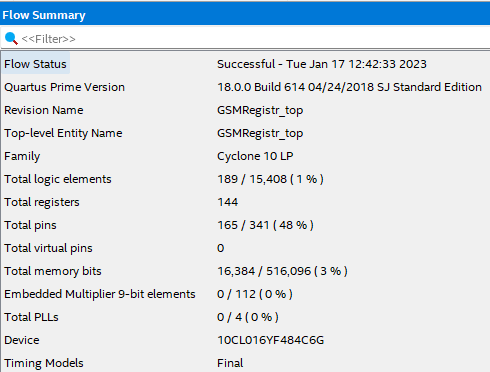 Flow Summary
<<Filter>>
Flow Status Successful - Tue Jan 17 12:42:33 2023
Quartus Prime Version 18.0.0 Build 614 04/24/2018 SJ Standard Edition
Revision Name GSMRegistr_top
Top-level Entity Name GSMRegistr_top
Family Cyclone 10 LP
Total logic elements 189 / 15,408 ( 1 % )
Total registers 144
Total pins 165 / 341 ( 48 % )
Total virtual pins 0
Total memory bits 16,384 / 516,096 ( 3 % )
Embedded Multiplier 9-bit elements 0 / 112 ( 0 % )
Total PLLs 0 / 4 ( 0 % )
Device 10CL016YF484C6G
Timing Models Final